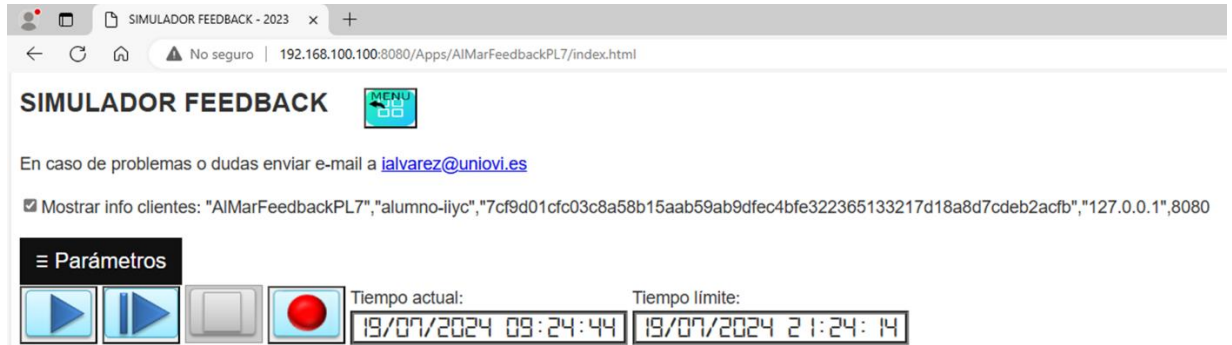 SIMULADOR FEEDBACK - 2023
No seguro | 192.168.100.100:8080/Apps/AlMarFeedbackPL7/index.html
SIMULADOR FEEDBACK MENU
En caso de problemas o dudas enviar e-mail a ialvarez@uniovi.es
Mostrar info clientes: "AlMarFeedbackPL7","alumno-iiyc","7cf9d01cfc03c8a58b15aab59ab9dfec4bfe322365133217d18a8d7cdeb2acfb","127.0.0.1",8080
≡ Parámetros
Tiempo actual: Tiempo límite:
19/07/2024 09:24:44 19/07/2024 21:24:14